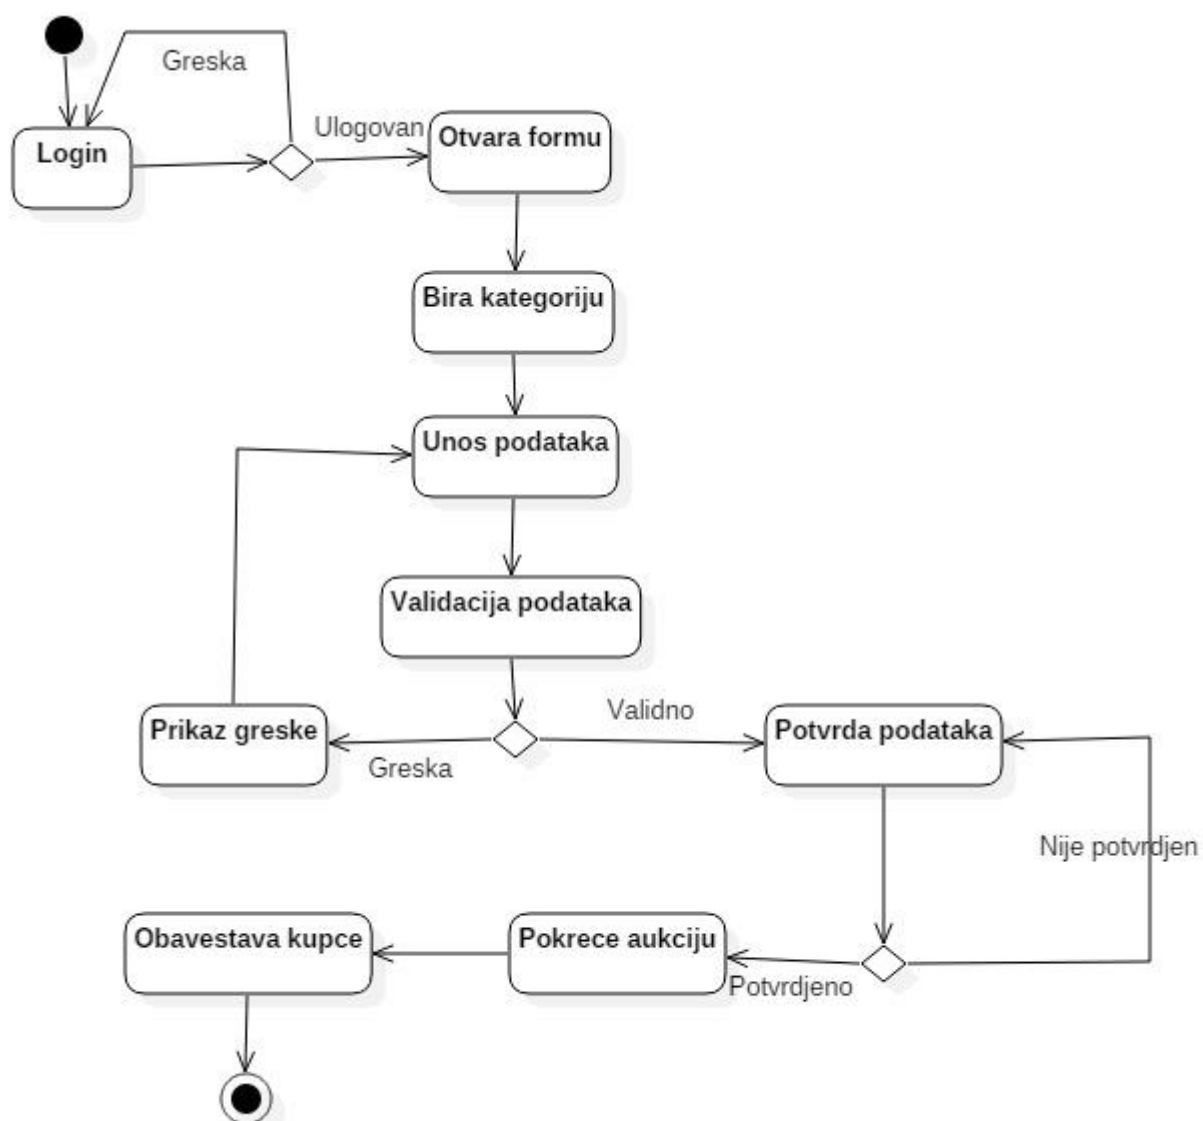 Greska
Ulogovan
Login
Otvara formu
Bira kategoriju
Unos podataka
Validacija podataka
Validno
Prikaz greske
Greska
Potvrda podataka
Nije potvrdjen
Obavestava kupce
Pokrece aukciju
Potvrdjeno